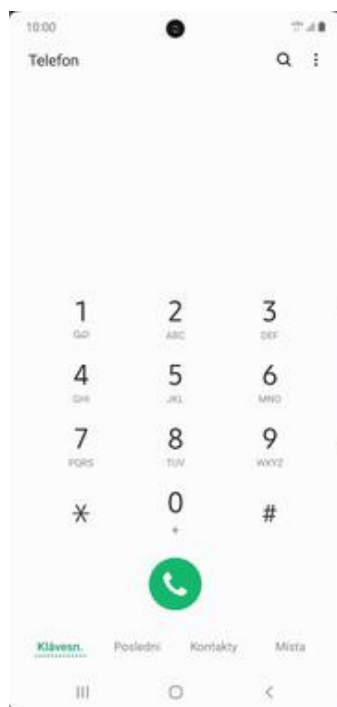 10:00
Telefon
1 2 3
ABC DEF
4 5 6
GHI JKL MNO
7 8 9
PQRS TUV WXYZ
* 0 #
+
Klávesn. Poslední Kontakty Místa